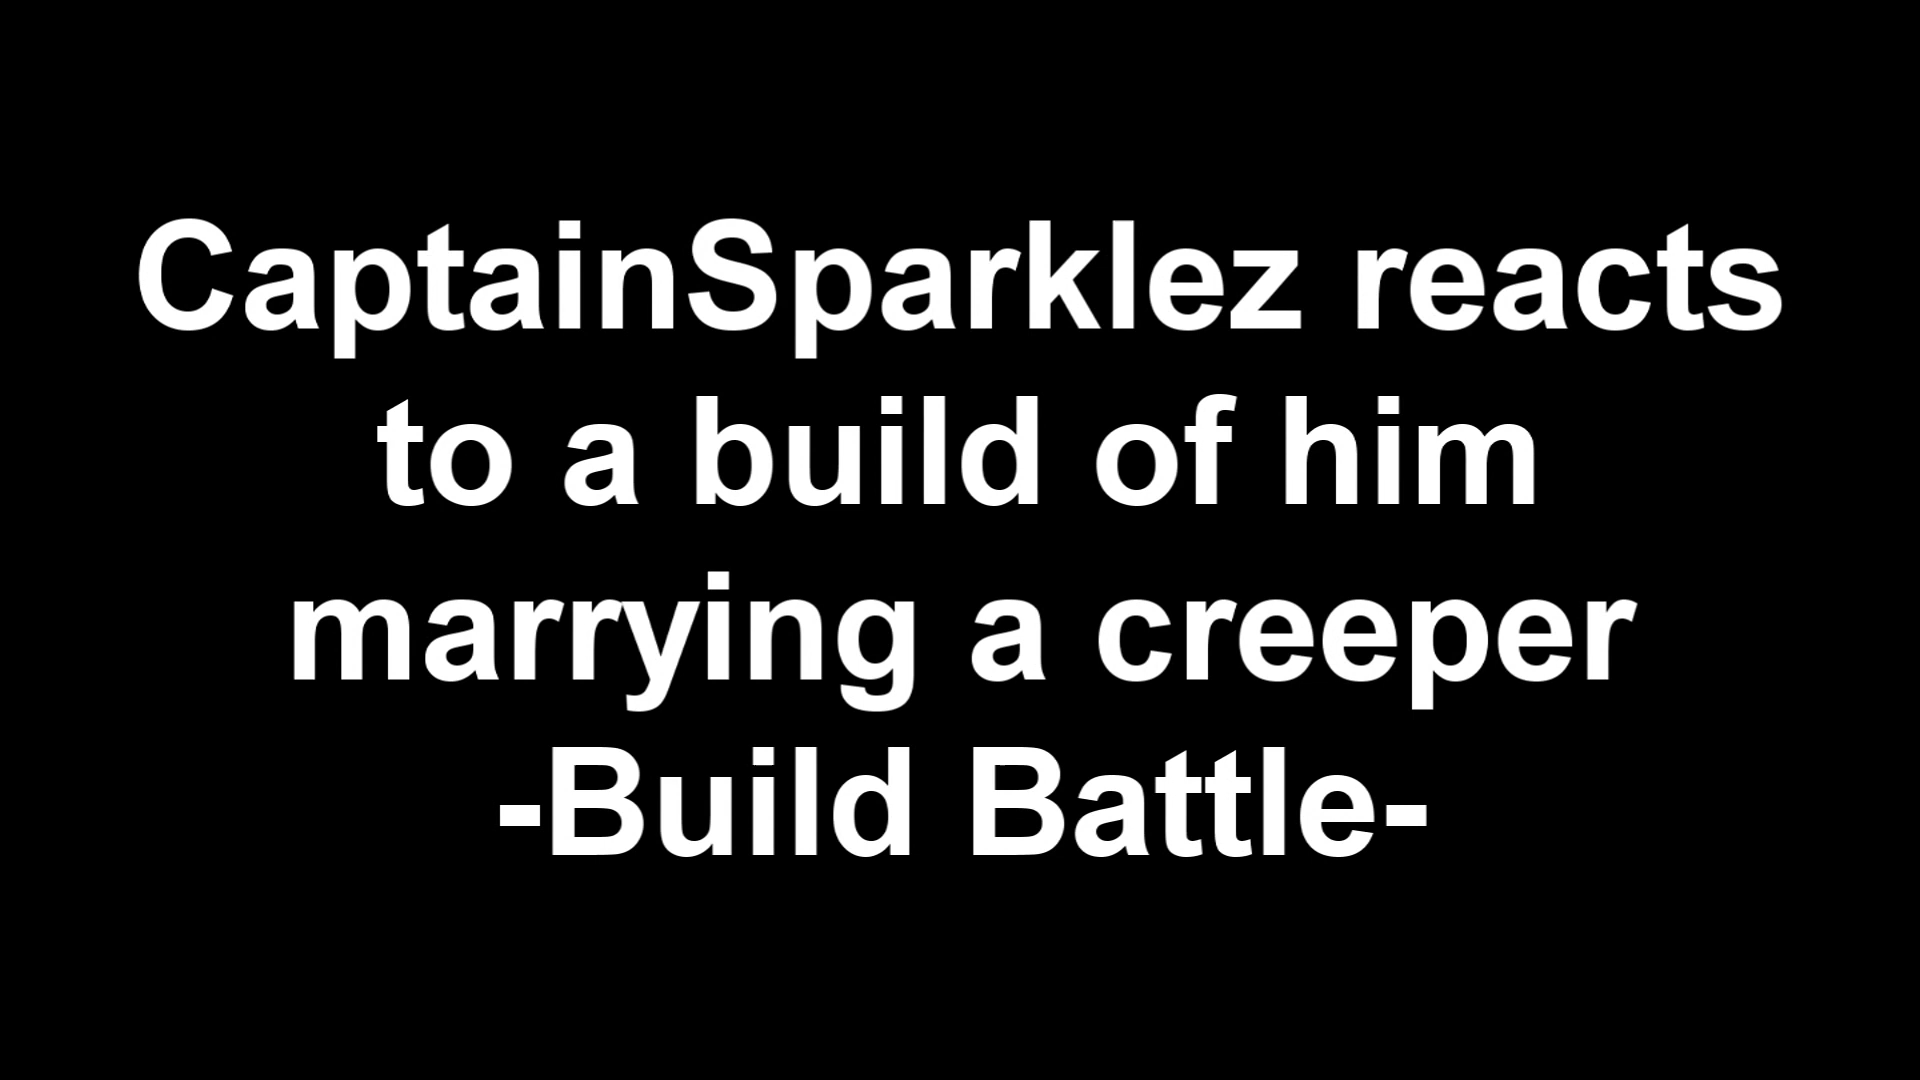 CaptainSparklez reacts
to a build of him
marrying a creeper
-Build Battle-